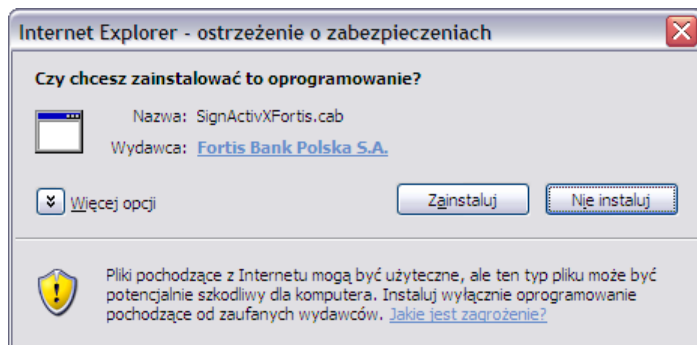 Internet Explorer - ostrzeżenie o zabezpieczeniach
Czy chcesz zainstalować to oprogramowanie?
Nazwa: SignActivXFortis.cab
Wydawca: Fortis Bank Polska S.A.
Więcej opcji
Zainstaluj
Nie instaluj
Pliki pochodzące z Internetu mogą być użyteczne, ale ten typ pliku może być
potencjalnie szkodliwy dla komputera. Instaluj wyłącznie oprogramowanie
pochodzące od zaufanych wydawców. Jakie jest zagrożenie?